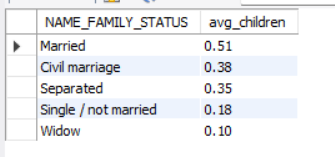 NAME_FAMILY_STATUS avg_children
Married 0.51
Civil marriage 0.38
Separated 0.35
Single / not married 0.18
Widow 0.10